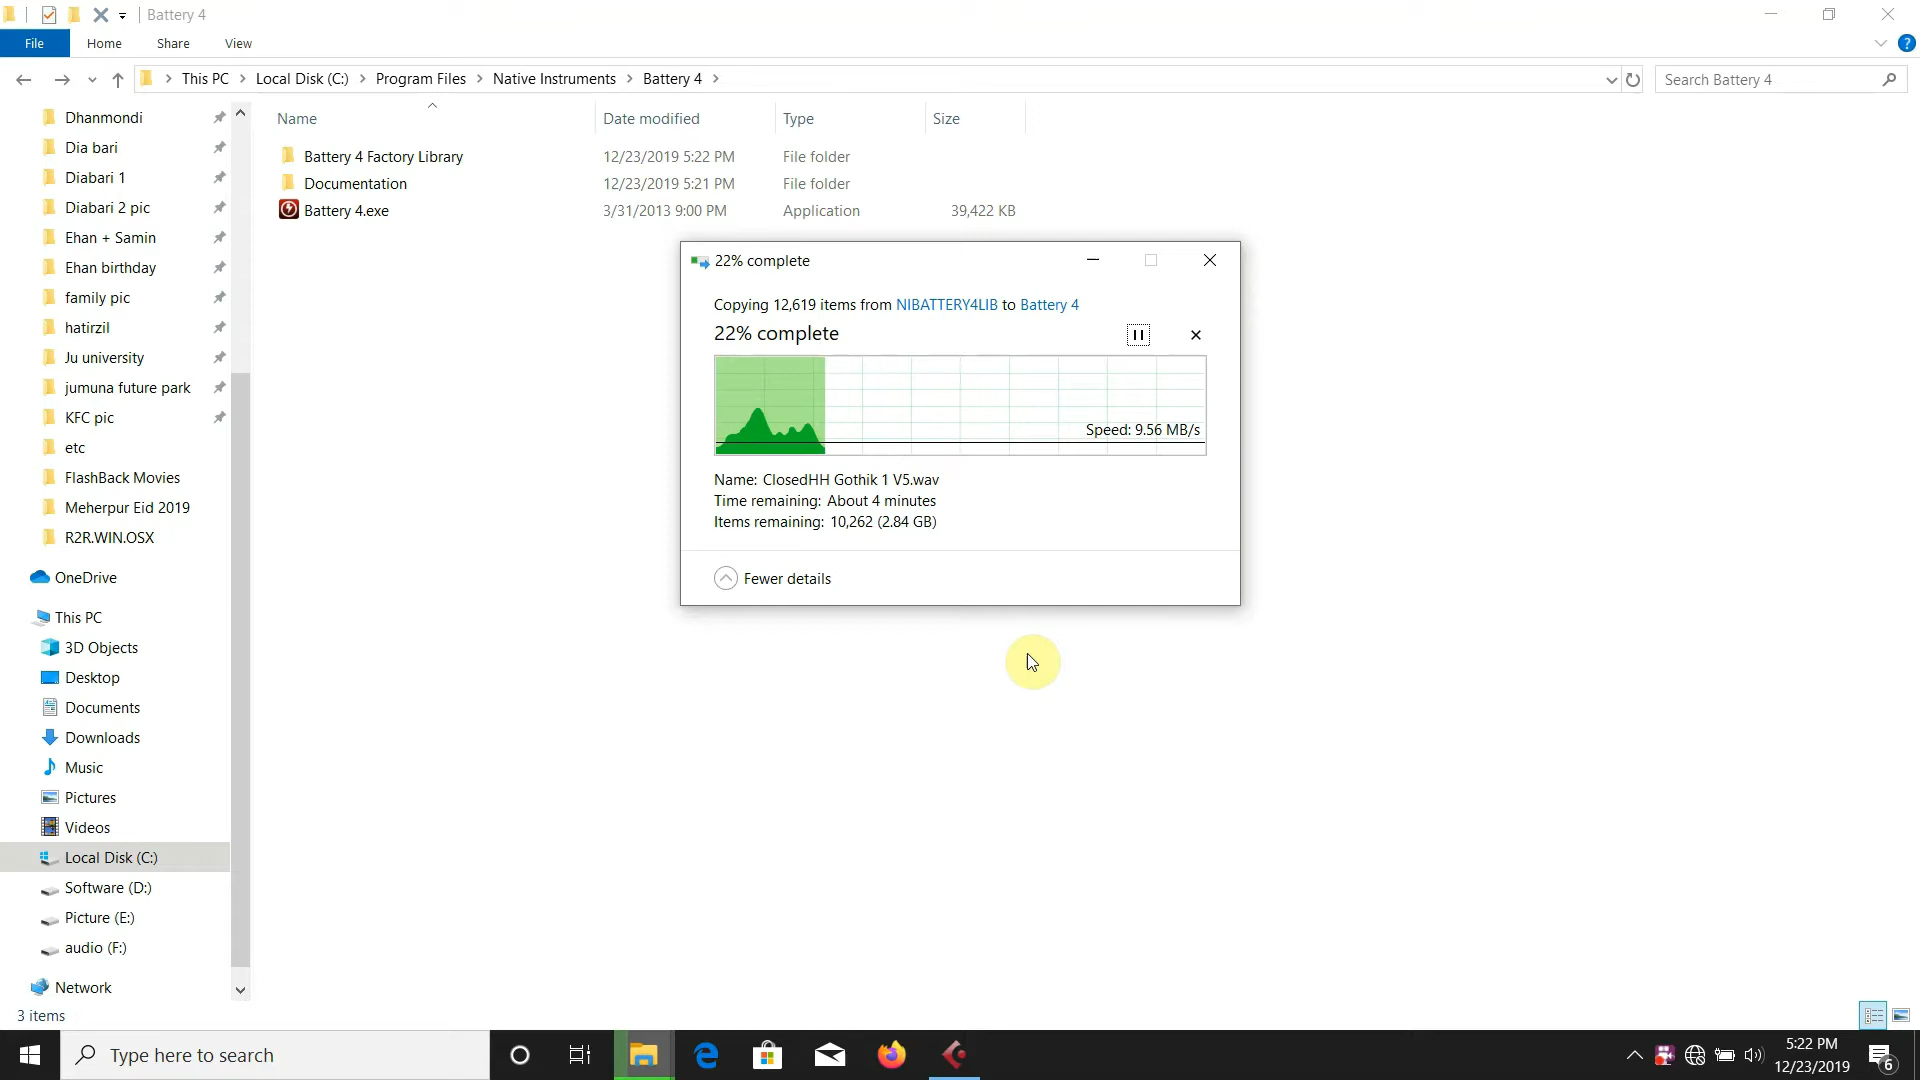 Battery 4
File Home Share View
This PC Local Disk (C:) Program Files Native Instruments Battery 4
Search Battery 4
Name Date modified Type Size
Battery 4 Factory Library 12/23/2019 5:22 PM File folder
Documentation 12/23/2019 5:21 PM File folder
Battery 4.exe 3/31/2013 9:00 PM Application 39,422 KB
Dhanmondi
Dia bari
Diabari 1
Diabari 2 pic
Ehan + Samin
Ehan birthday
family pic
hatirzil
Ju university
jumuna future park
KFC pic
etc
FlashBack Movies
Meherpur Eid 2019
R2R.WIN.OSX
OneDrive
This PC
3D Objects
Desktop
Documents
Downloads
Music
Pictures
Videos
Local Disk (C:)
Software (D:)
Picture (E:)
audio (F:)
Network
3 items
22% complete
Copying 12,619 items from NIBATTERY4LIB to Battery 4
22% complete
Speed: 9.56 MB/s
Name: ClosedHH Gothik 1 V5.wav
Time remaining: About 4 minutes
Items remaining: 10,262 (2.84 GB)
Fewer details
Type here to search
5:22 PM
12/23/2019
6